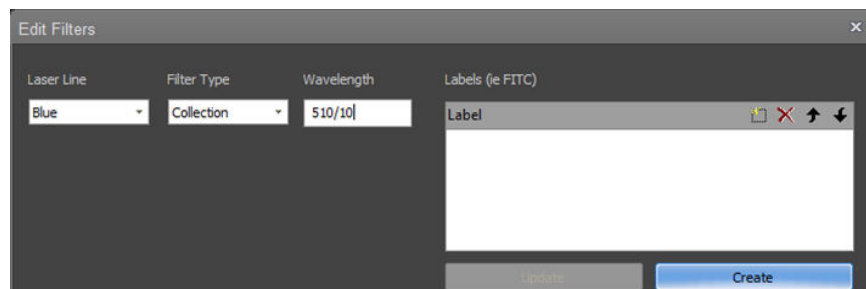 Edit Filters
Laser Line Filter Type Wavelength Labels (ie FITC)
Blue Collection 510/10 Label
Update Create